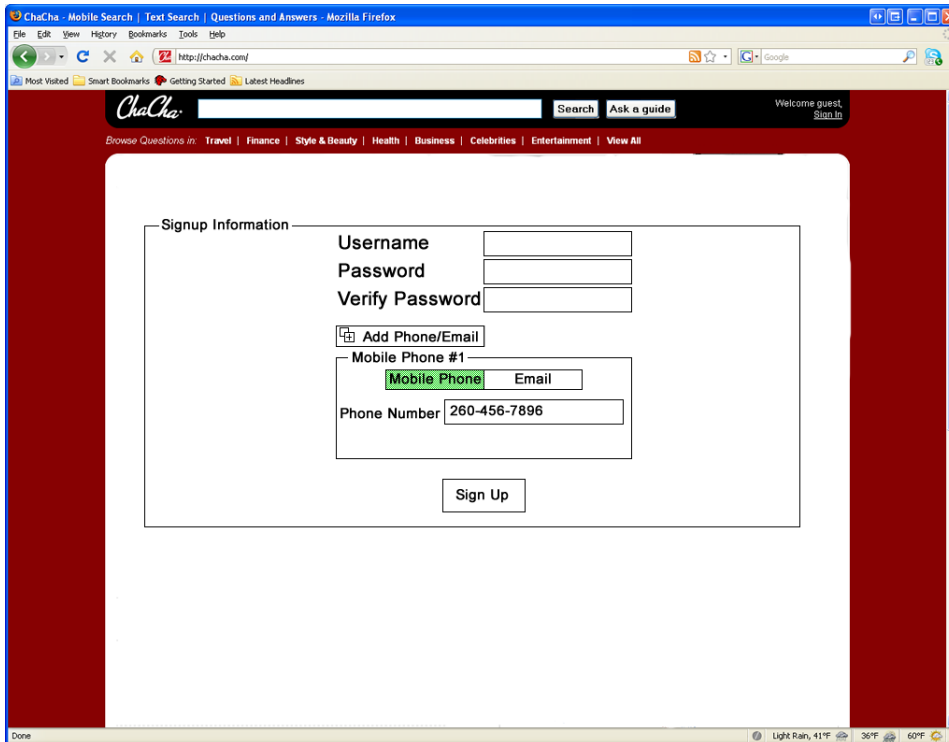 ChaCha - Mobile Search | Text Search | Questions and Answers - Mozilla Firefox
File Edit View History Bookmarks Tools Help
http://chacha.com/ Google
Most Visited Smart Bookmarks Getting Started Latest Headlines
ChaCha Search Ask a guide Welcome guest,
Sign In
Browse Questions in: Travel | Finance | Style & Beauty | Health | Business | Celebrities | Entertainment | View All
Signup Information
Username
Password
Verify Password
Add Phone/Email
Mobile Phone #1
Mobile Phone Email
Phone Number 260-456-7896
Sign Up
Done Light Rain, 41°F 36°F 60°F